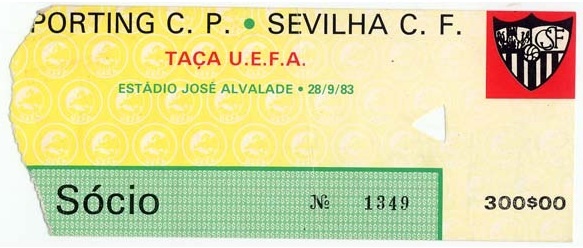 PORTING C. P. • SEVILHA C. F.
TAÇA U.E.F.A.
ESTÁDIO JOSÉ ALVALADE • 28/9/83
Sócio
№ 1349
300$00